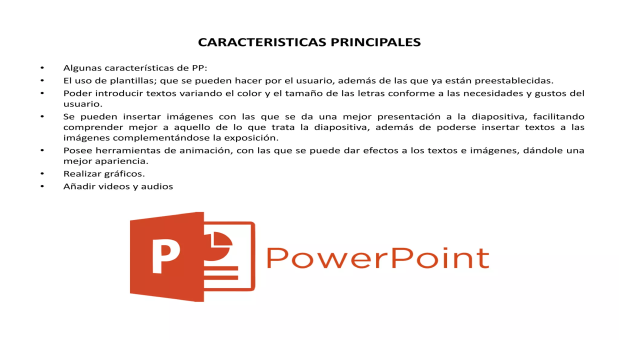 CARACTERISTICAS PRINCIPALES
• Algunas características de PP:
• El uso de plantillas; que se pueden hacer por el usuario, además de las que ya están preestablecidas.
• Poder introducir textos variando el color y el tamaño de las letras conforme a las necesidades y gustos del
usuario.
• Se pueden insertar imágenes con las que se da una mejor presentación a la diapositiva, facilitando
comprender mejor a aquello de lo que trata la diapositiva, además de poderse insertar textos a las
imágenes complementándose la exposición.
• Posee herramientas de animación, con las que se puede dar efectos a los textos e imágenes, dándole una
mejor apariencia.
• Realizar gráficos.
• Añadir videos y audios
P PowerPoint